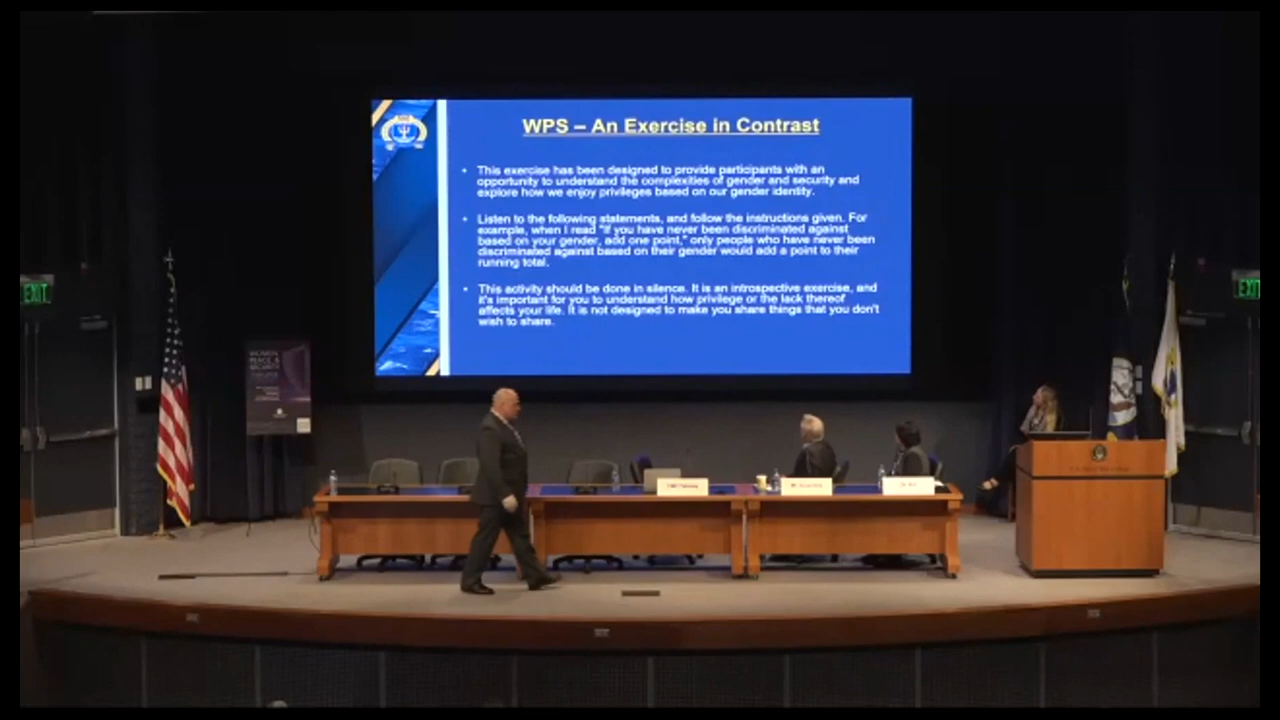 WPS – An Exercise in Contrast
• This exercise has been designed to provide participants with an
opportunity to understand the complexities of gender and security and
explore how we enjoy privileges based on our gender identity.
• Listen to the following statements, and follow the instructions given. For
example, when I read "If you have never been discriminated against
based on your gender, add one point," only people who have never been
discriminated against based on their gender would add a point to their
running total.
• This activity should be done in silence. It is an introspective exercise, and
it's important for you to understand how privilege or the lack thereof
affects your life. It is not designed to make you share things that you don't
wish to share.
EXIT
EXIT
WOMEN,
PEACE &
SECURITY